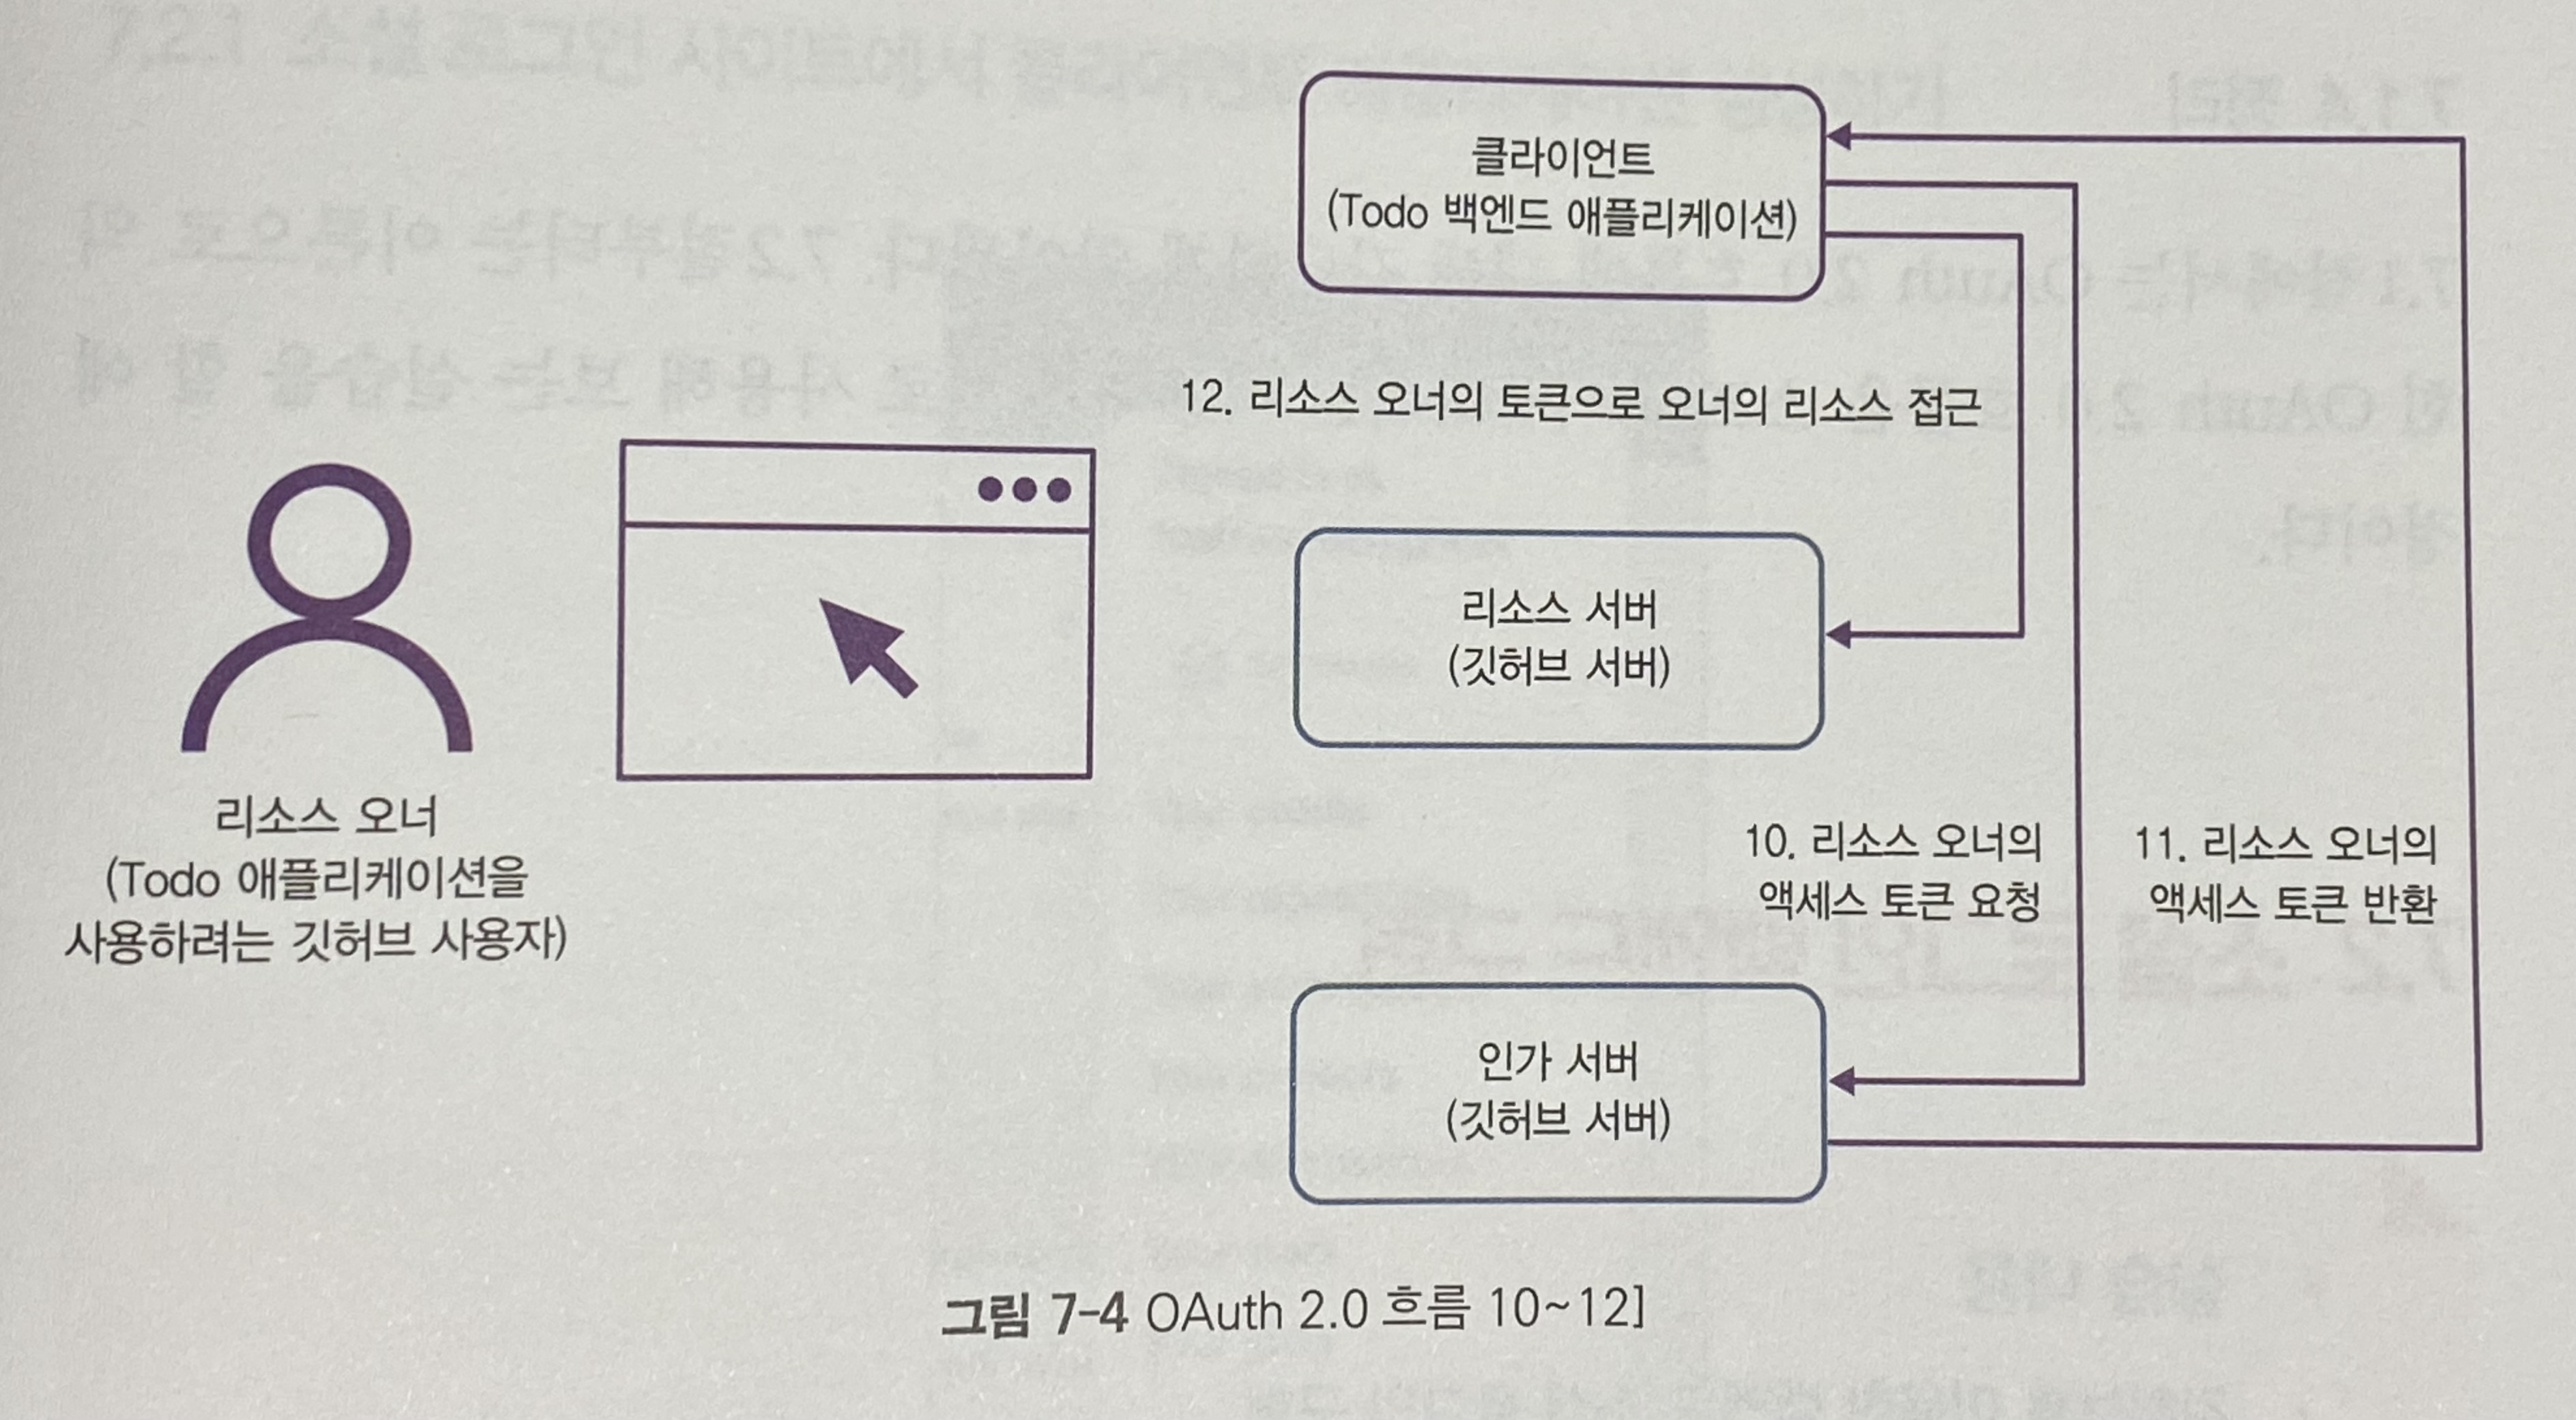 클라이언트
(Todo 백엔드 애플리케이션)
12. 리소스 오너의 토큰으로 오너의 리소스 접근
리소스 서버
(깃허브 서버)
리소스 오너
(Todo 애플리케이션을
사용하려는 깃허브 사용자)
10. 리소스 오너의
액세스 토큰 요청
11. 리소스 오너의
액세스 토큰 반환
인가 서버
(깃허브 서버)
그림 7-4 OAuth 2.0 흐름 10~12]